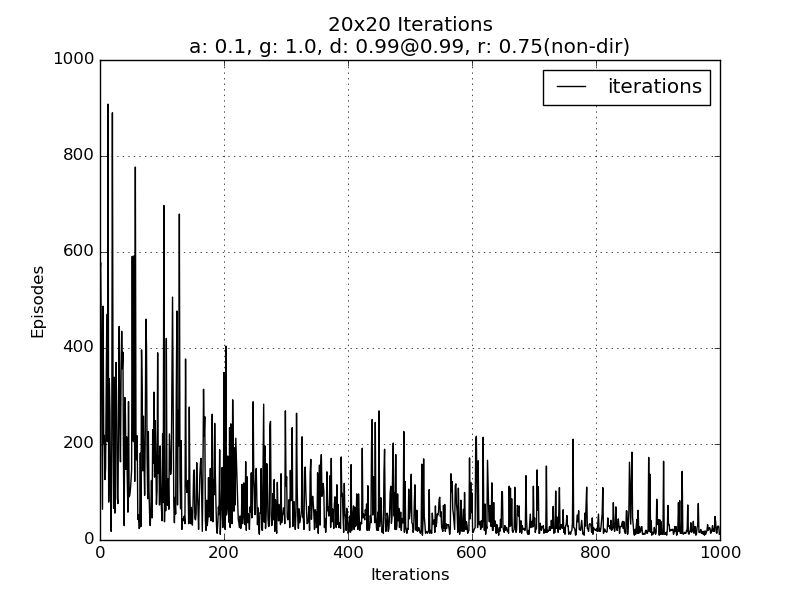 20x20 Iterations
a: 0.1, g: 1.0, d: 0.99@0.99, r: 0.75(non-dir)
1000
iterations
800
600
Episodes
400
200
0
0 200 400 600 800 1000
Iterations